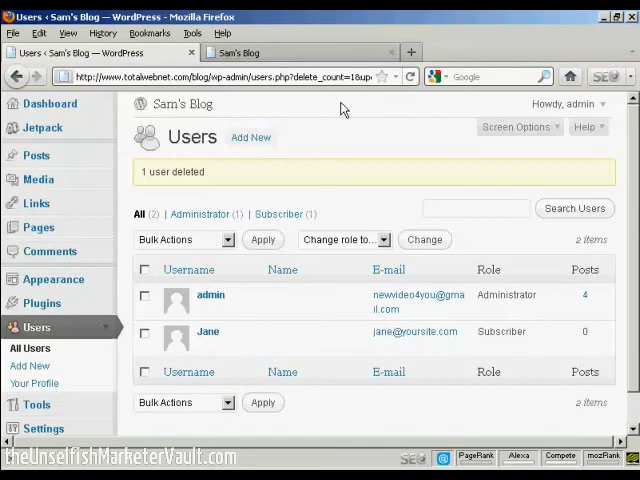 Users ‹ Sam's Blog — WordPress - Mozilla Firefox
File Edit View History Bookmarks Tools Help
Users ‹ Sam's Blog — WordPress Sam's Blog
http://www.totalwebnet.com/blog/wp-admin/users.php?delete_count=1&up Google SEO
Dashboard
Jetpack
Posts
Media
Links
Pages
Comments
Appearance
Plugins
Users
All Users
Add New
Your Profile
Tools
Settings
Sam's Blog Howdy, admin
Users Add New Screen Options Help
1 user deleted
All (2) | Administrator (1) | Subscriber (1) Search Users
Bulk Actions Apply Change role to... Change 2 items
Username Name E-mail Role Posts
admin newvideo4you@gma Administrator 4
il.com
Jane jane@yoursite.com Subscriber 0
Username Name E-mail Role Posts
Bulk Actions Apply 2 items
theUnselfishMarketerVault.com SEO PageRank Alexa Compete mozRank